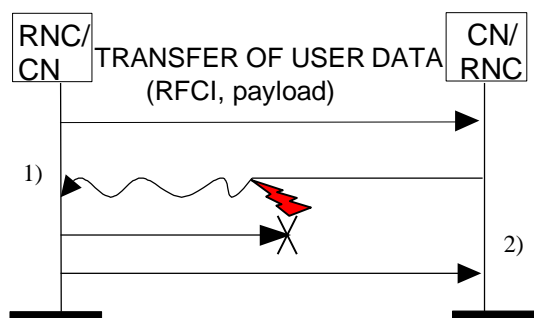 RNC/
CN
TRANSFER OF USER DATA
(RFCI, payload)
CN/
RNC
1)
2)